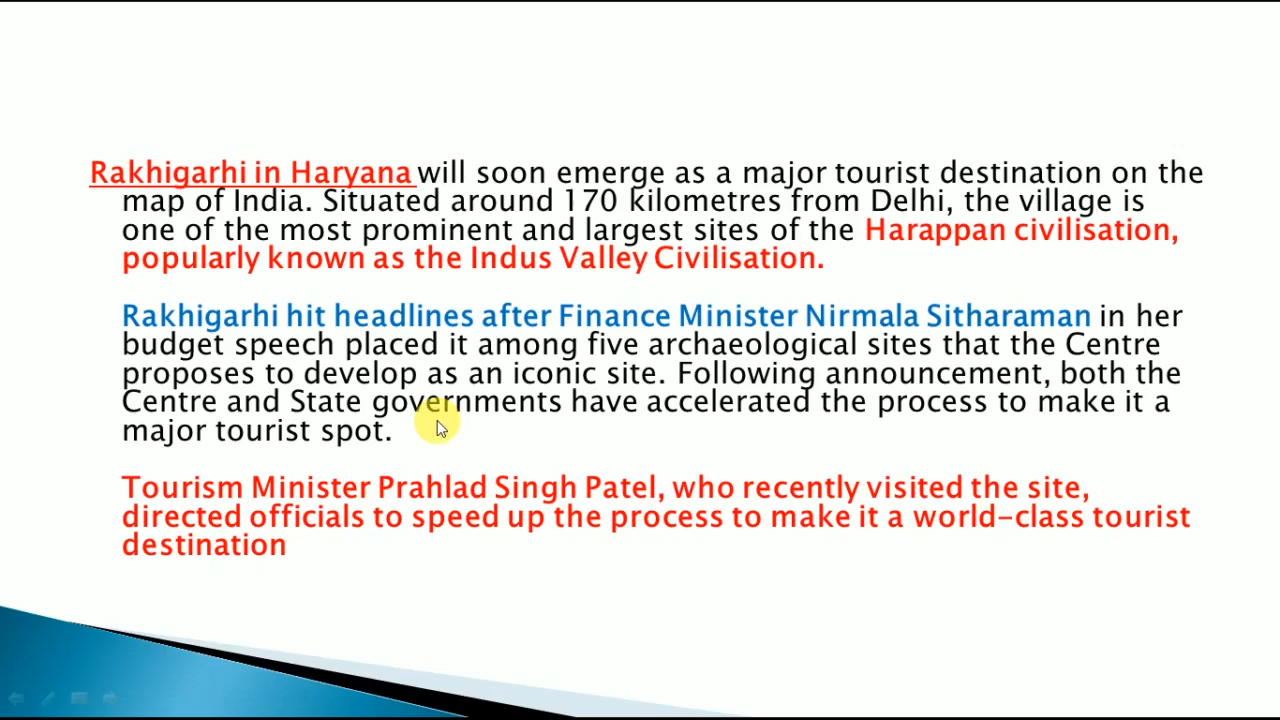 Rakhigarhi in Haryana will soon emerge as a major tourist destination on the
map of India. Situated around 170 kilometres from Delhi, the village is
one of the most prominent and largest sites of the Harappan civilisation,
popularly known as the Indus Valley Civilisation.
Rakhigarhi hit headlines after Finance Minister Nirmala Sitharaman in her
budget speech placed it among five archaeological sites that the Centre
proposes to develop as an iconic site. Following announcement, both the
Centre and State governments have accelerated the process to make it a
major tourist spot.
Tourism Minister Prahlad Singh Patel, who recently visited the site,
directed officials to speed up the process to make it a world-class tourist
destination